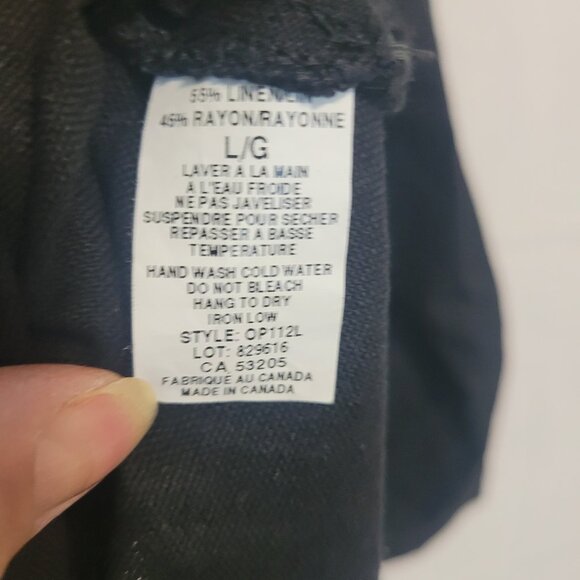 55% LINEN/LIN
45% RAYON/RAYONNE
L/G
LAVER A LA MAIN
A L'EAU FROIDE
NE PAS JAVELISER
SUSPENDRE POUR SECHER
REPASSER A BASSE
TEMPERATURE
HAND WASH COLD WATER
DO NOT BLEACH
HANG TO DRY
IRON LOW
STYLE: OP112L
LOT: 829616
CA 53205
FABRIQUE AU CANADA
MADE IN CANADA